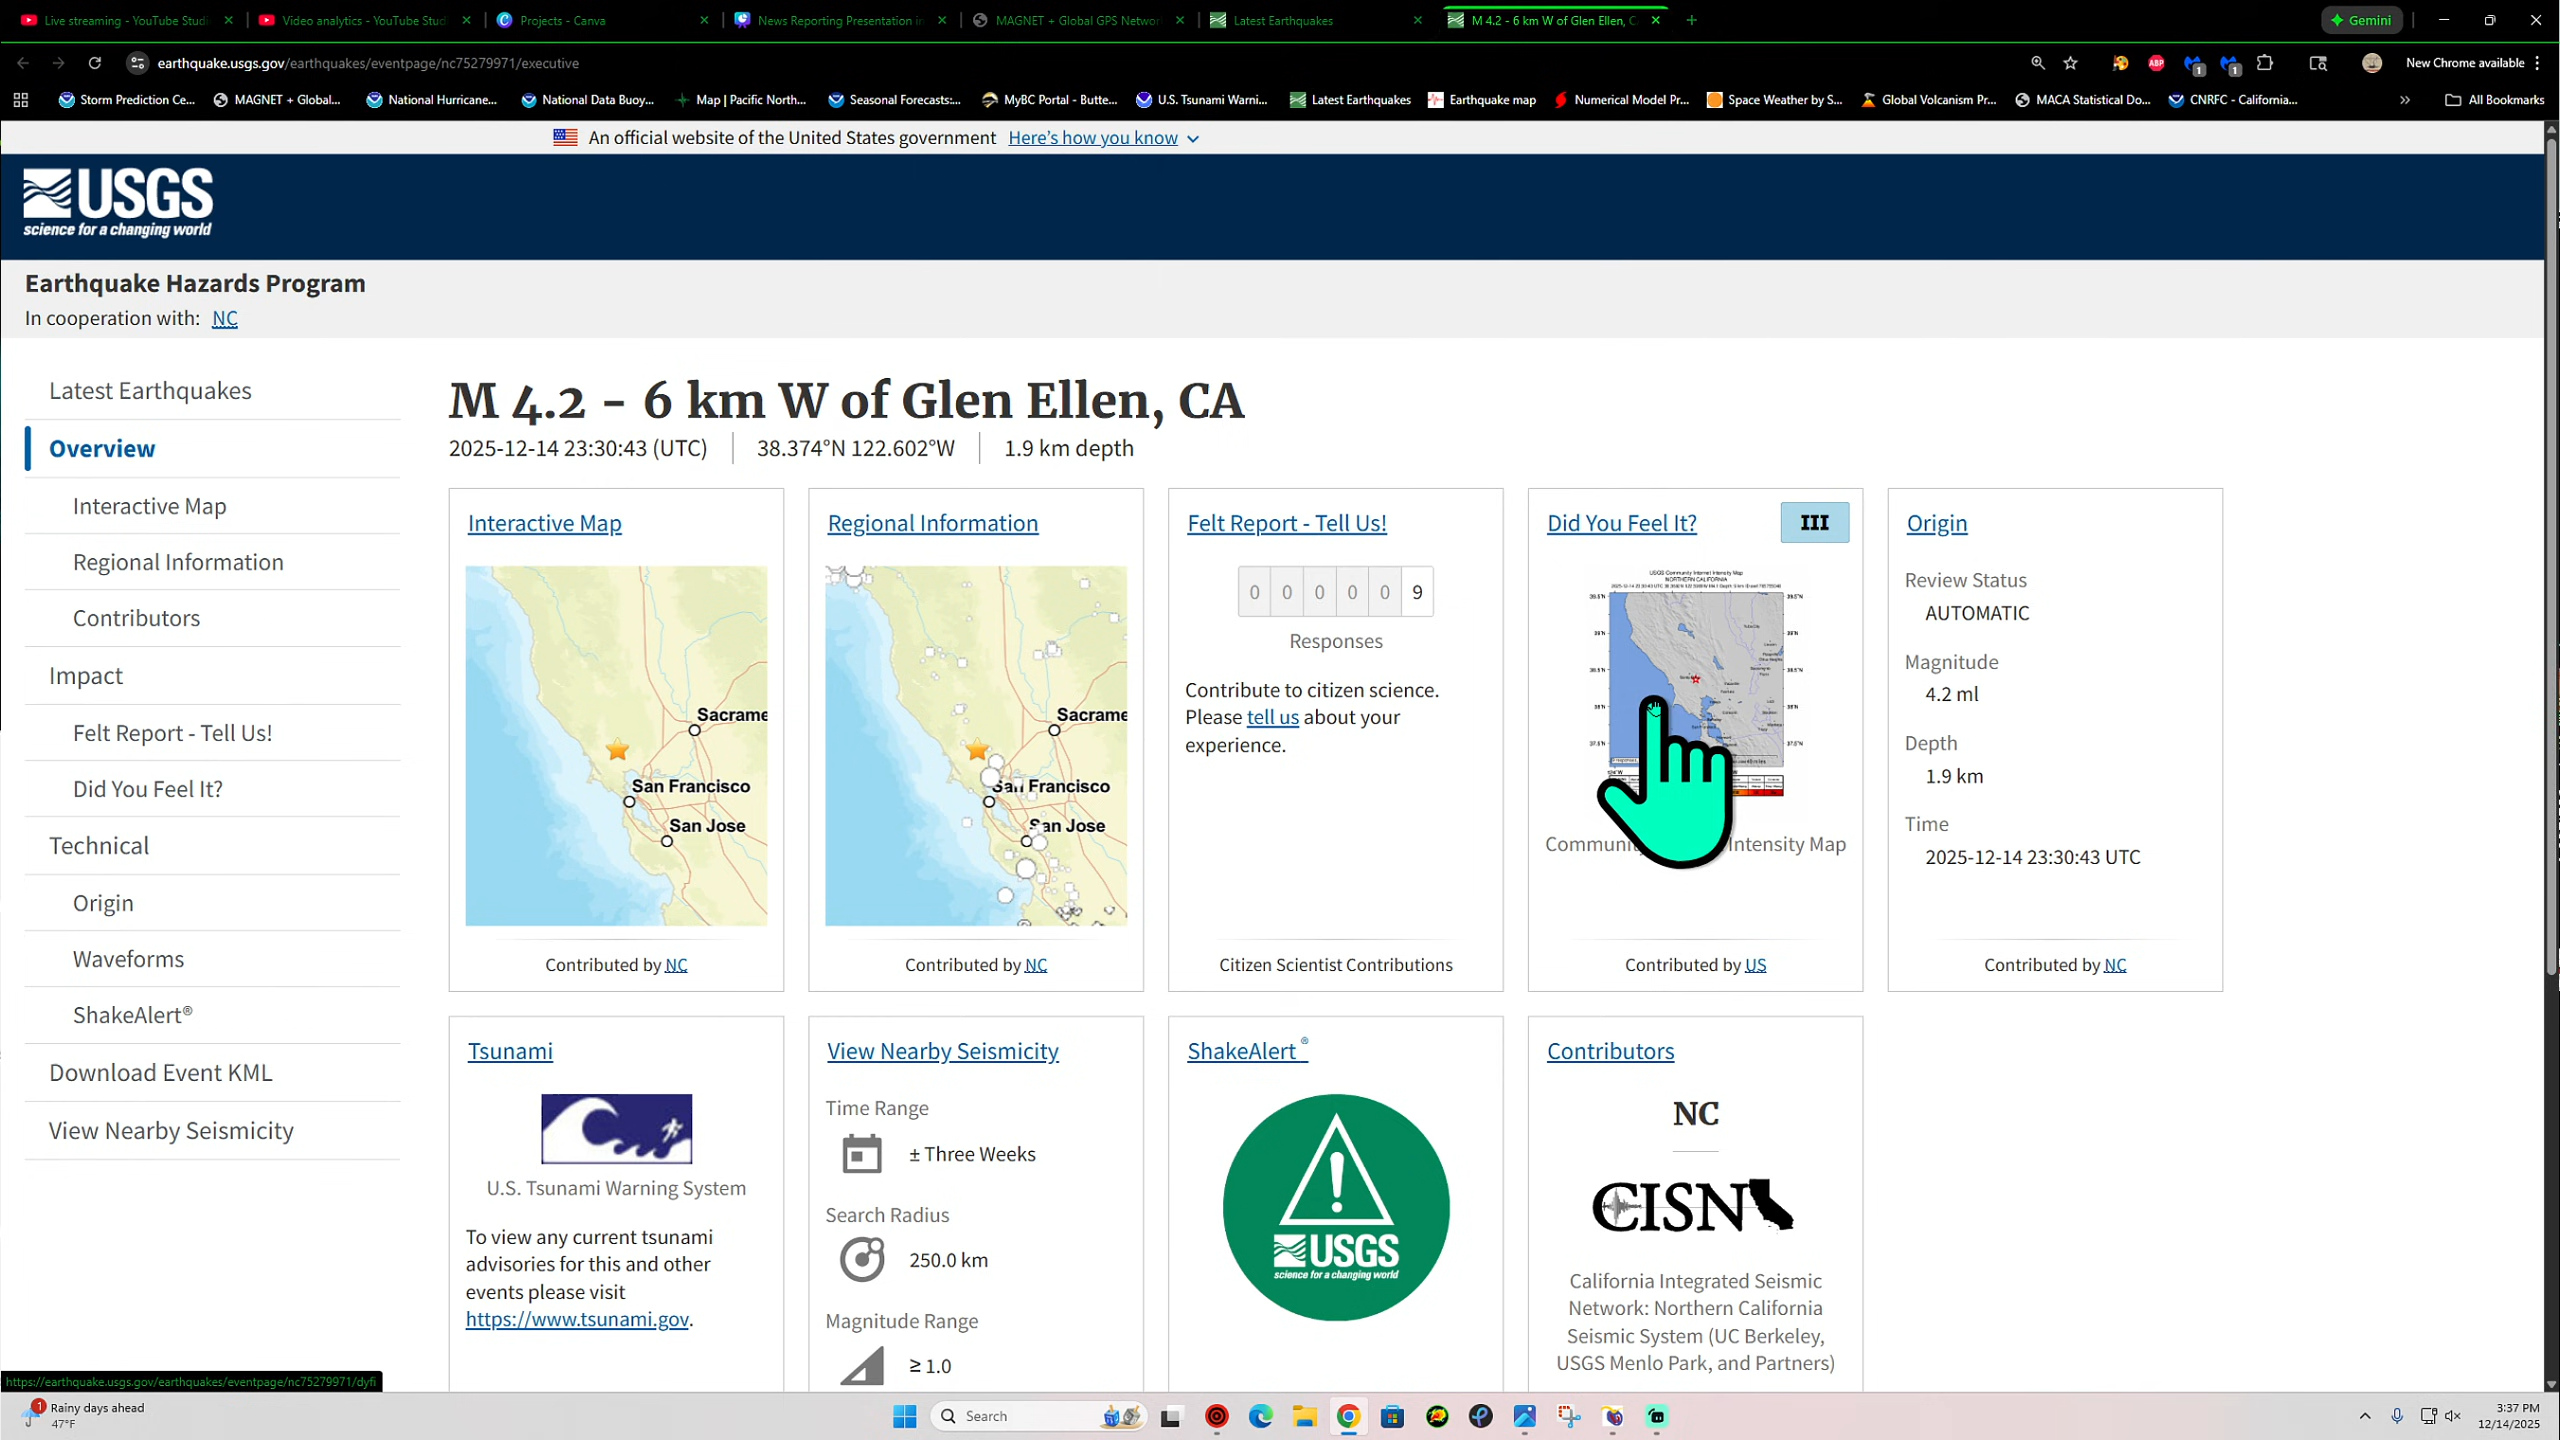 Live streaming - YouTube Studi
Video analytics - YouTube Stud
Projects - Canva
News Reporting Presentation in
MAGNET + Global GPS Networ
Latest Earthquakes
M 4.2 - 6 km W of Glen Ellen, C
Gemini
earthquake.usgs.gov/earthquakes/eventpage/nc75279971/executive
ABP
1
1
New Chrome available
Storm Prediction Ce...
MAGNET + Global...
National Hurricane...
National Data Buoy...
Map | Pacific North...
Seasonal Forecasts:...
MyBC Portal - Butte...
U.S. Tsunami Warni...
Latest Earthquakes
Earthquake map
Numerical Model Pr...
Space Weather by S...
Global Volcanism Pr...
MACA Statistical Do...
CNRFC - California...
All Bookmarks
An official website of the United States government Here's how you know
USGS
science for a changing world
Earthquake Hazards Program
In cooperation with: NC
Latest Earthquakes
Overview
Interactive Map
Regional Information
Contributors
Impact
Felt Report - Tell Us!
Did You Feel It?
Technical
Origin
Waveforms
ShakeAlert®
Download Event KML
View Nearby Seismicity
M 4.2 - 6 km W of Glen Ellen, CA
2025-12-14 23:30:43 (UTC)
38.374°N 122.602°W
1.9 km depth
Interactive Map
Sacrame
San Francisco
San Jose
Contributed by NC
Regional Information
Sacrame
San Francisco
San Jose
Contributed by NC
Felt Report - Tell Us!
0 0 0 0 0 9
Responses
Contribute to citizen science.
Please tell us about your
experience.
Citizen Scientist Contributions
Did You Feel It?
III
USGS Community Internet Intensity Map
NORTHERN CALIFORNIA
Intensity Map
Contributed by US
Origin
Review Status
AUTOMATIC
Magnitude
4.2 ml
Depth
1.9 km
Time
2025-12-14 23:30:43 UTC
Contributed by NC
Tsunami
U.S. Tsunami Warning System
To view any current tsunami
advisories for this and other
events please visit
https://www.tsunami.gov.
View Nearby Seismicity
Time Range
± Three Weeks
Search Radius
250.0 km
Magnitude Range
≥ 1.0
ShakeAlert®
USGS
science for a changing world
Contributors
NC
CISN
California Integrated Seismic
Network: Northern California
Seismic System (UC Berkeley,
USGS Menlo Park, and Partners)
https://earthquake.usgs.gov/earthquakes/eventpage/nc75279971/dyfi
1
Rainy days ahead
47°F
Search
3:37 PM
12/14/2025